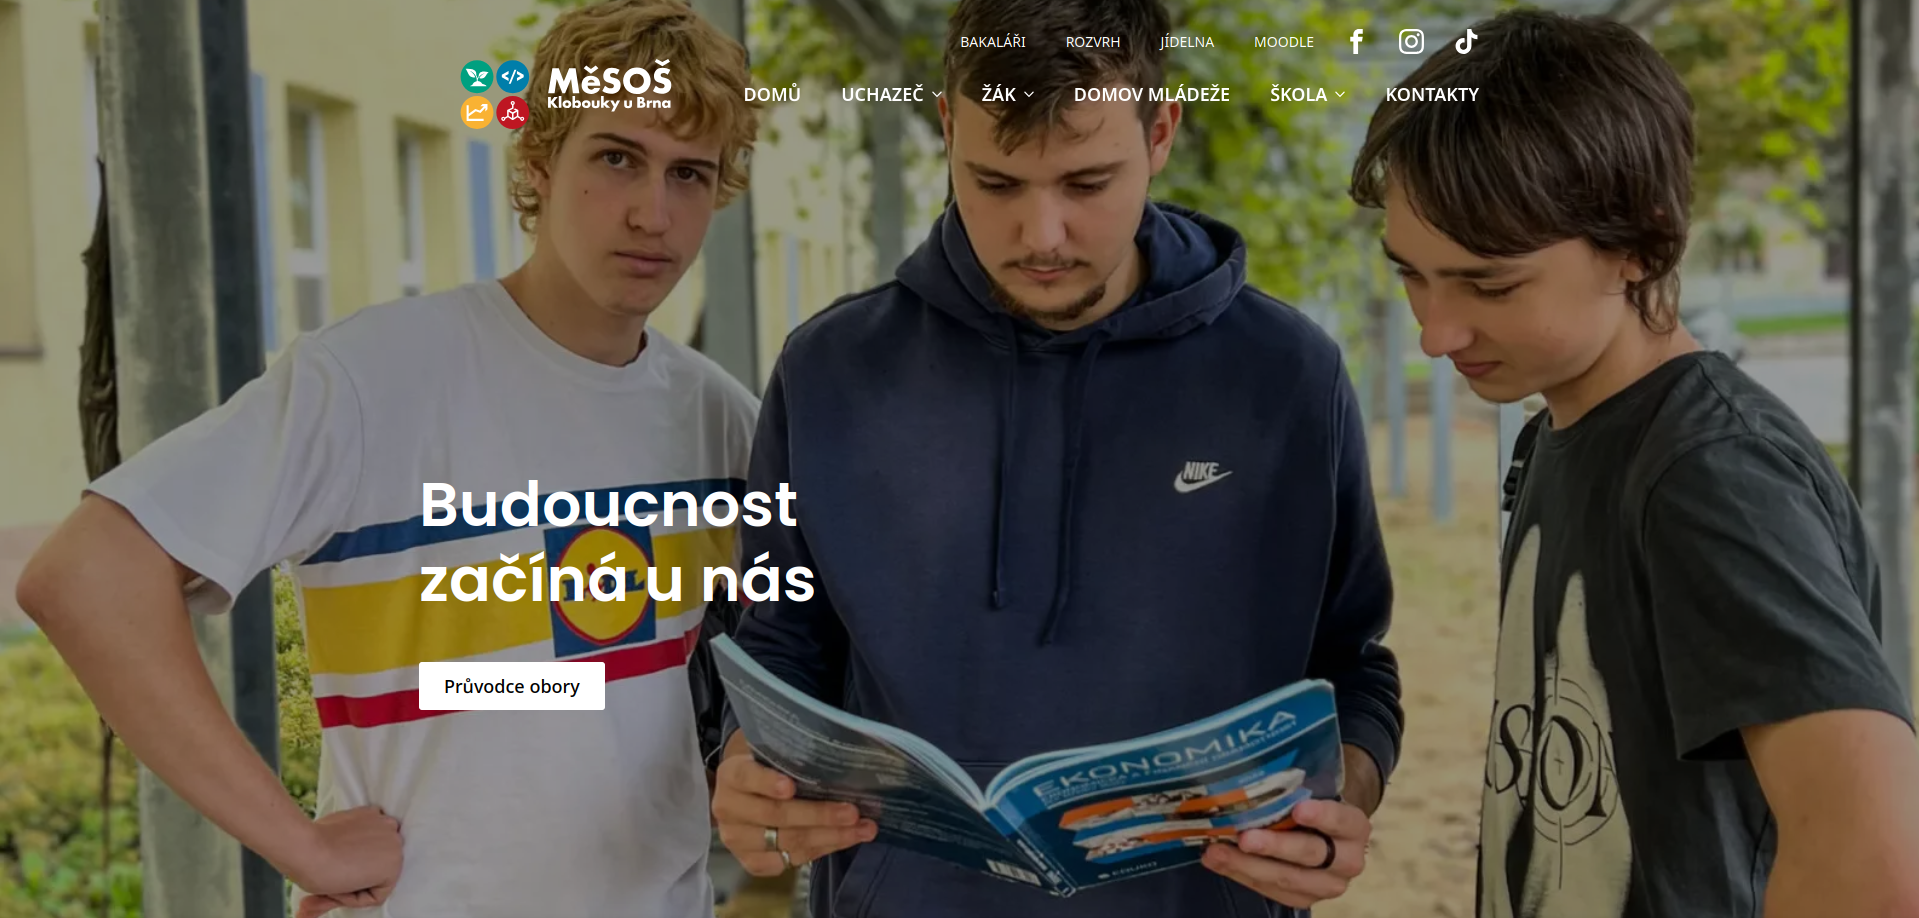 BAKALÁŘI ROZVRH JÍDELNA MOODLE
MěSOŠ
Klobouky u Brna
DOMŮ UCHAZEČ ŽÁK DOMOV MLÁDEŽE ŠKOLA KONTAKTY
NIKE
Budoucnost
začíná u nás
Průvodce obory
EKONOMIKA
EDUKO